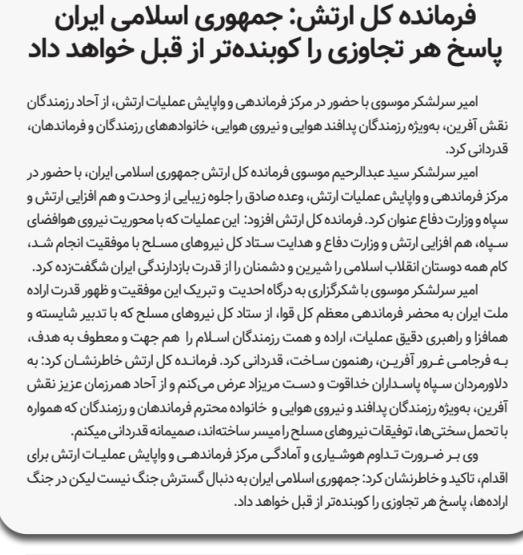 فرمانده کل ارتش: جمهوری اسلامی ایران
پاسخ هر تجاوزی را کوبنده‌تر از قبل خواهد داد
امیر سرلشکر موسوی با حضور در مرکز فرماندهی و واپایش عملیات ارتش، از آحاد رزمندگان
نقش آفرین، به‌ویژه رزمندگان پدافند هوایی و نیروی هوایی، خانوادههای رزمندگان و فرماندهان،
قدردانی کرد.
امیر سرلشکر سید عبدالرحیم موسوی فرمانده کل ارتش جمهوری اسلامی ایران، با حضور در
مرکز فرماندهی و واپایش عملیات ارتش، وعده صادق را جلوه زیبایی از وحدت و هم افزایی ارتش و
سپاه و وزارت دفاع عنوان کرد. فرمانده کل ارتش افزود: این عملیات که با محوریت نیروی هوافضای
سپاه، هم افزایی ارتش و وزارت دفاع و هدایت ستاد کل نیروهای مسلح با موفقیت انجام شد،
کام همه دوستان انقلاب اسلامی را شیرین و دشمنان را از قدرت بازدارندگی ایران شگفت‌زده کرد.
امیر سرلشکر موسوی با شکرگزاری به درگاه احدیت و تبریک این موفقیت و ظهور قدرت اراده
ملت ایران به محضر فرماندهی معظم کل قوا، از ستاد کل نیروهای مسلح که با تدبیر شایسته و
همافزا و راهبری دقیق عملیات، اراده و همت رزمندگان اسلام را هم جهت و معطوف به هدف،
به فرجامی غرور آفرین، رهنمون ساخت، قدردانی کرد. فرمانده کل ارتش خاطرنشان کرد: به
دلاورمردان سپاه پاسداران خداقوت و دست مریزاد عرض می‌کنم و از آحاد همرزمان عزیز نقش
آفرین، به‌ویژه رزمندگان پدافند و نیروی هوایی و خانواده محترم فرماندهان و رزمندگان که همواره
با تحمل سختی‌ها، توفیقات نیروهای مسلح را میسر ساخته‌اند، صمیمانه قدردانی میکنم.
وی بر ضرورت تداوم هوشیاری و آمادگی مرکز فرماندهی و واپایش عملیات ارتش برای
اقدام، تاکید و خاطرنشان کرد: جمهوری اسلامی ایران به دنبال گسترش جنگ نیست لیکن در جنگ
اراده‌ها، پاسخ هر تجاوزی را کوبنده‌تر از قبل خواهد داد.